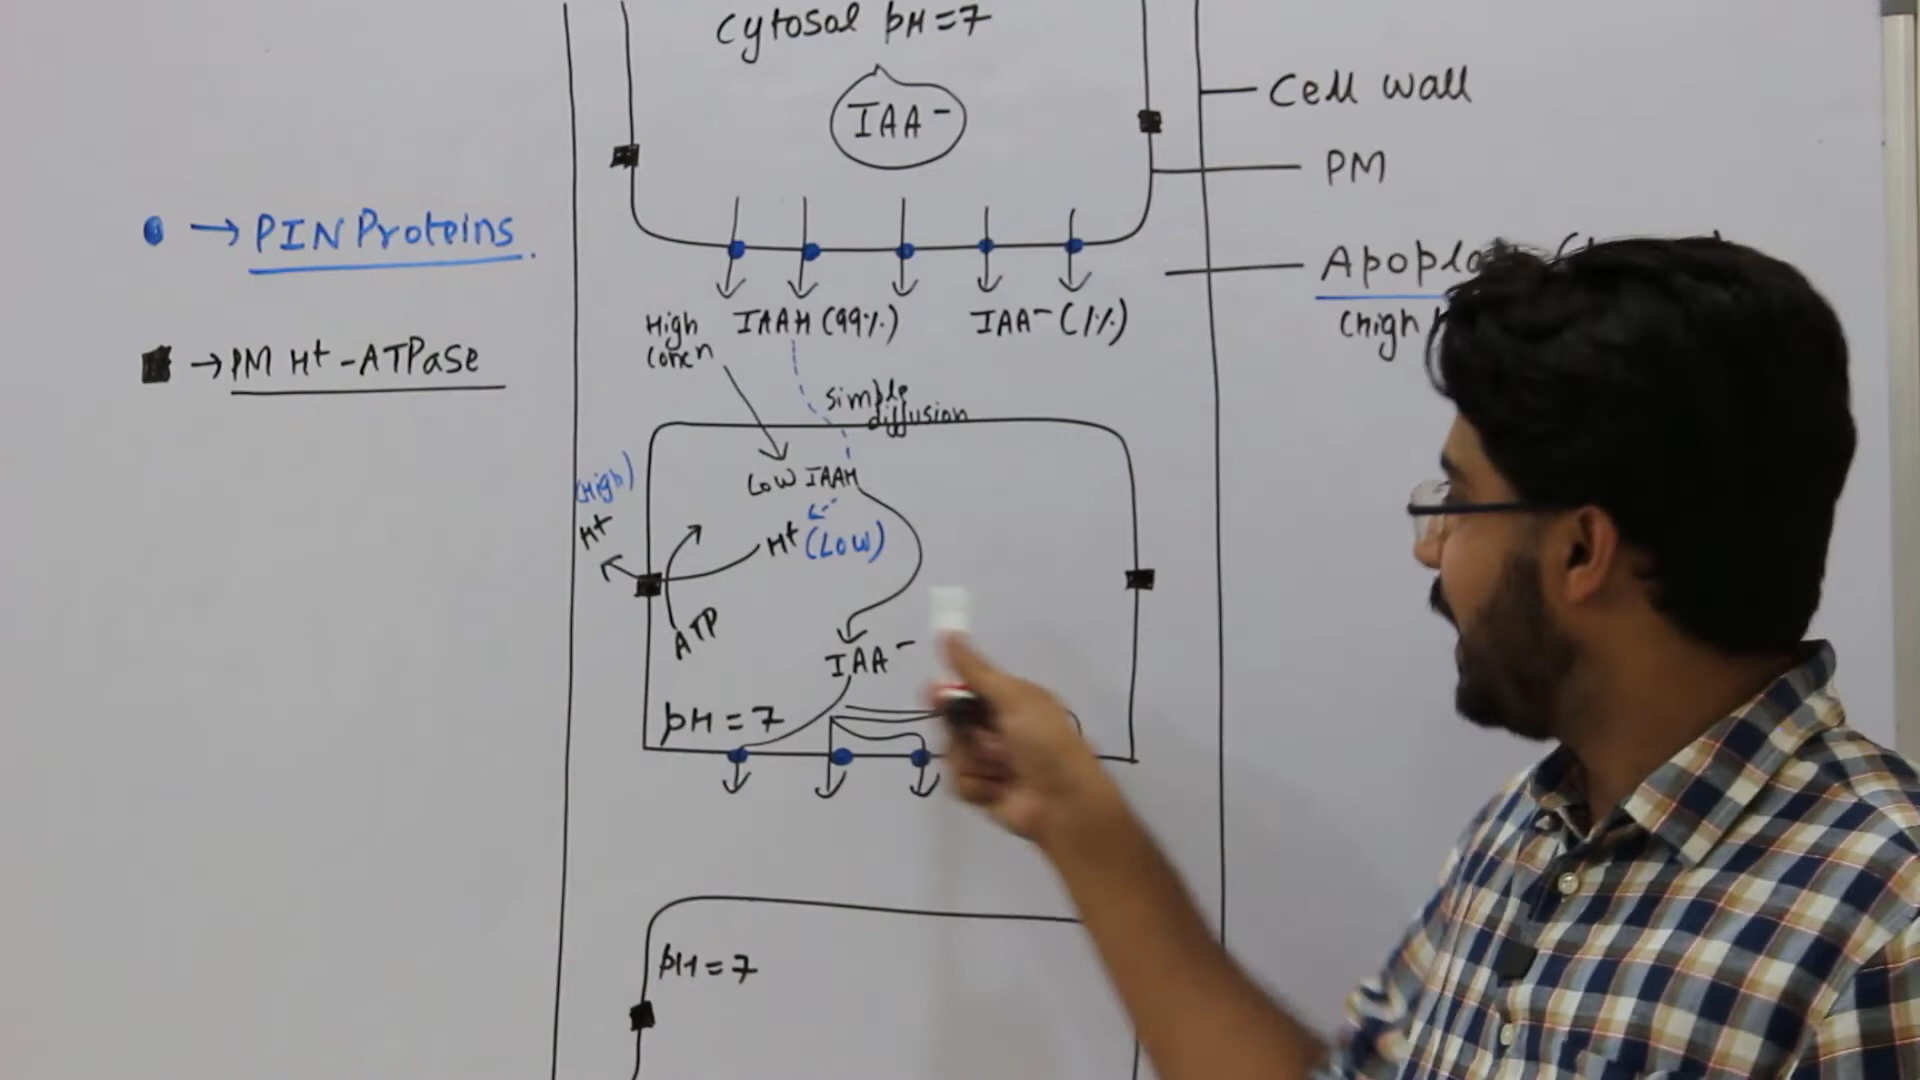 Cytosol pH=7
IAA−
Cell wall
PM
PIN Proteins.
(High
High
Concn
IAAH (99%)
IAA− (1%)
→ PM H+ -ATPase
simple
diffusion
Low IAAH
(High)
H+
H+ (Low)
ATP
IAA−
pH = 7
pH = 7